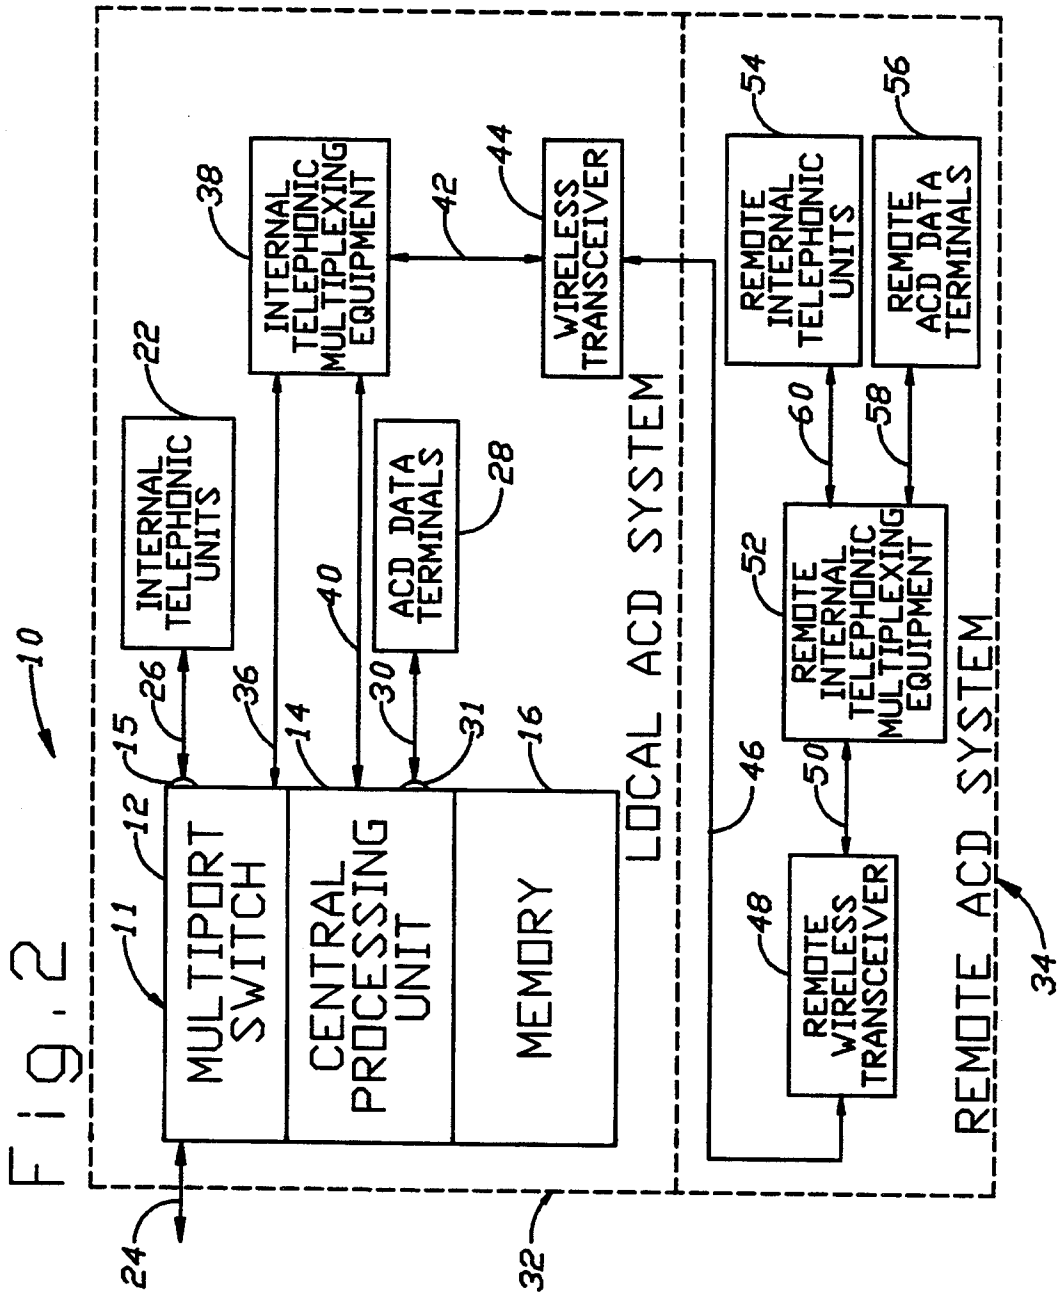 Fig. 2
10
24
11
12
15
26
22
MULTIPORT
SWITCH
INTERNAL
TELEPHONIC
UNITS
36
38
14
CENTRAL
PROCESSING
UNIT
INTERNAL
TELEPHONIC
MULTIPLEXING
EQUIPMENT
40
30
31
ACD DATA
TERMINALS
28
42
44
16
MEMORY
WIRELESS
TRANSCEIVER
32
LOCAL ACD SYSTEM
46
48
REMOTE
WIRELESS
TRANSCEIVER
50
52
REMOTE
INTERNAL
TELEPHONIC
MULTIPLEXING
EQUIPMENT
60
58
54
REMOTE
INTERNAL
TELEPHONIC
UNITS
56
REMOTE
ACD DATA
TERMINALS
REMOTE ACD SYSTEM
34